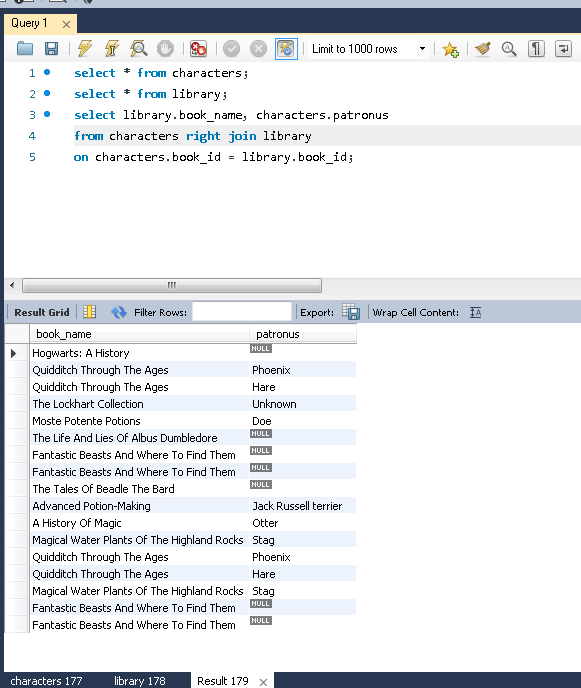 Query 1
Limit to 1000 rows
1 select * from characters;
2 select * from library;
3 select library.book_name, characters.patronus
4 from characters right join library
5 on characters.book_id = library.book_id;
Result Grid Filter Rows: Export: Wrap Cell Content: IA
book_name patronus
Hogwarts: A History NULL
Quidditch Through The Ages Phoenix
Quidditch Through The Ages Hare
The Lockhart Collection Unknown
Moste Potente Potions Doe
The Life And Lies Of Albus Dumbledore NULL
Fantastic Beasts And Where To Find Them NULL
Fantastic Beasts And Where To Find Them NULL
The Tales Of Beadle The Bard NULL
Advanced Potion-Making Jack Russell terrier
A History Of Magic Otter
Magical Water Plants Of The Highland Rocks Stag
Quidditch Through The Ages Phoenix
Quidditch Through The Ages Hare
Magical Water Plants Of The Highland Rocks Stag
Fantastic Beasts And Where To Find Them NULL
Fantastic Beasts And Where To Find Them NULL
characters 177 library 178 Result 179